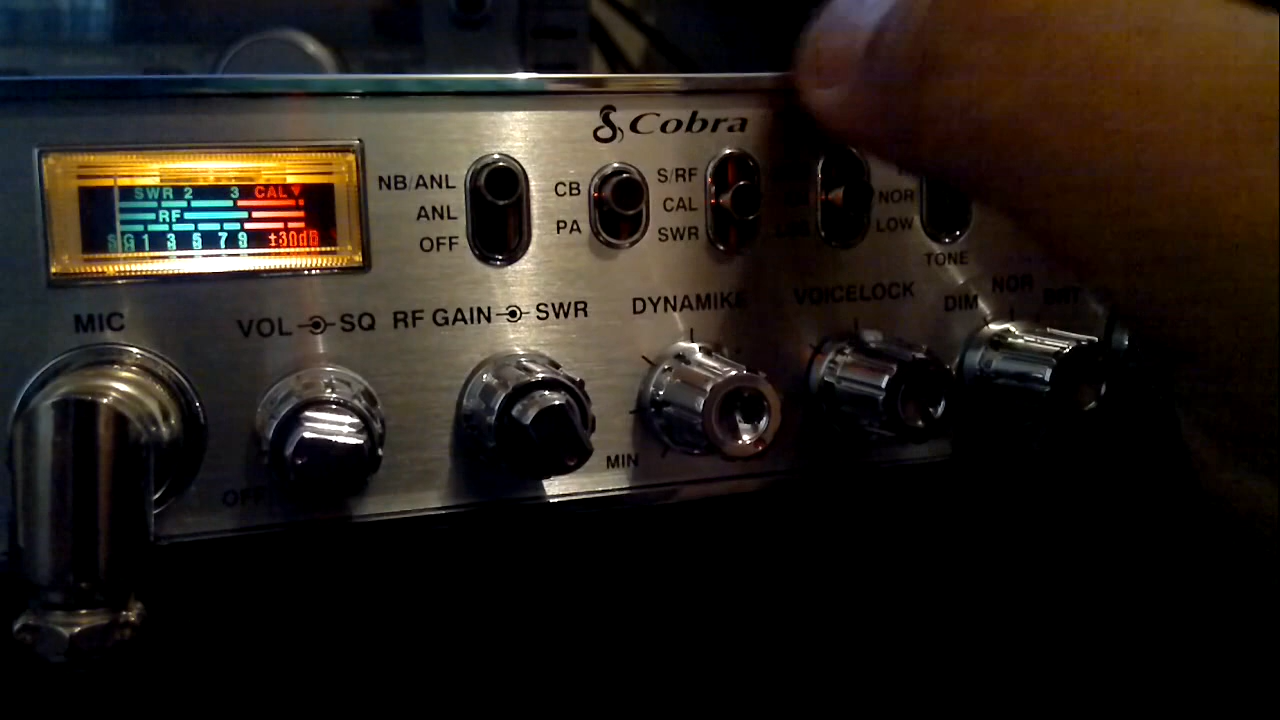 Cobra
SWR 2 3 CAL
RF
S 1 3 5 7 9 ±30dB
NB/ANL
ANL
OFF
CB
PA
S/RF
CAL
SWR
NOR
LOW
TONE
MIC
VOL SQ
RF GAIN SWR
DYNAMIKE
VOICELOCK
DIM NOR
OFF
MIN